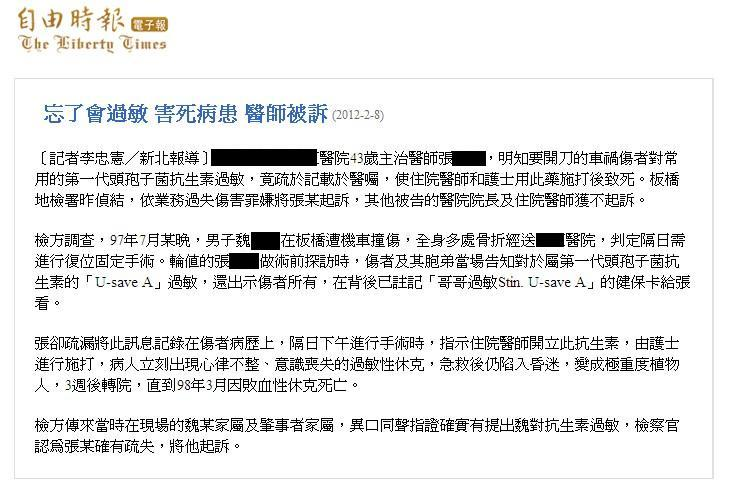 自由時報 電子報
The Liberty Times
忘了會過敏 害死病患 醫師被訴 (2012-2-8)
〔記者李忠憲/新北報導〕醫院43歲主治醫師張,明知要開刀的車禍傷者對常
用的第一代頭孢子菌抗生素過敏,竟疏於記載於醫囑,使住院醫師和護士用此藥施打後致死。板橋
地檢署昨偵結,依業務過失傷害罪嫌將張某起訴,其他被告的醫院院長及住院醫師獲不起訴。
檢方調查,97年7月某晚,男子魏在板橋遭機車撞傷,全身多處骨折經送醫院,判定隔日需
進行復位固定手術。輪值的張做術前探訪時,傷者及其胞弟當場告知對於屬第一代頭孢子菌抗
生素的「U-save A」過敏,還出示傷者所有,在背後已註記「哥哥過敏Stin. U-save A」的健保卡給張
看。
張卻疏漏將此訊息記錄在傷者病歷上,隔日下午進行手術時,指示住院醫師開立此抗生素,由護士
進行施打,病人立刻出現心律不整、意識喪失的過敏性休克,急救後仍陷入昏迷,變成極重度植物
人,3週後轉院,直到98年3月因敗血性休克死亡。
檢方傳來當時在現場的魏某家屬及肇事者家屬,異口同聲指證確實有提出魏對抗生素過敏,檢察官
認為張某確有疏失,將他起訴。